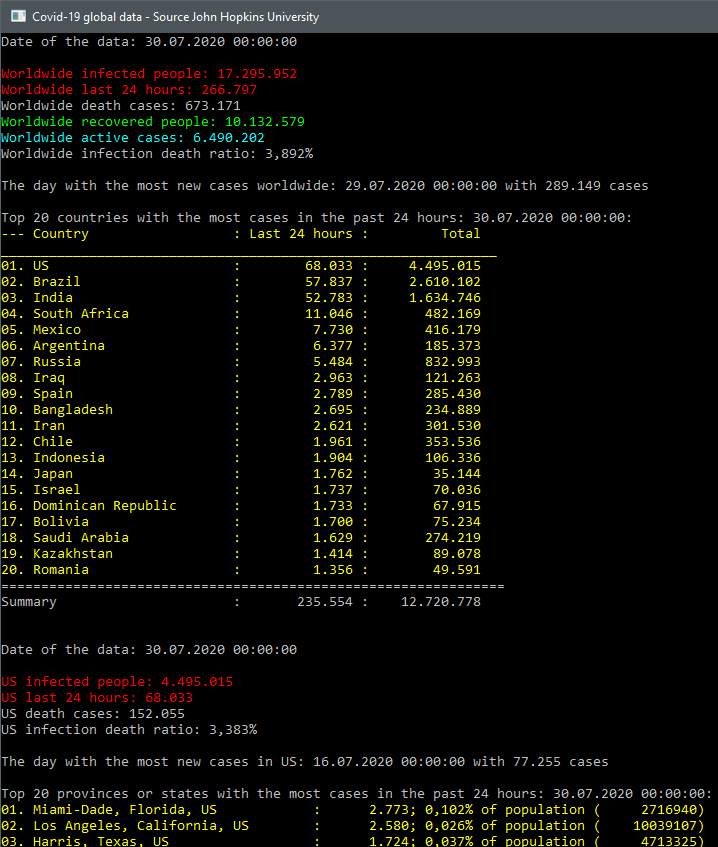 Covid-19 global data - Source John Hopkins University
Date of the data: 30.07.2020 00:00:00
Worldwide infected people: 17.295.952
Worldwide last 24 hours: 266.797
Worldwide death cases: 673.171
Worldwide recovered people: 10.132.579
Worldwide active cases: 6.490.202
Worldwide infection death ratio: 3,892%
The day with the most new cases worldwide: 29.07.2020 00:00:00 with 289.149 cases
Top 20 countries with the most cases in the past 24 hours: 30.07.2020 00:00:00:
--- Country : Last 24 hours : Total
01. US : 68.033 : 4.495.015
02. Brazil : 57.837 : 2.610.102
03. India : 52.783 : 1.634.746
04. South Africa : 11.046 : 482.169
05. Mexico : 7.730 : 416.179
06. Argentina : 6.377 : 185.373
07. Russia : 5.484 : 832.993
08. Iraq : 2.963 : 121.263
09. Spain : 2.789 : 285.430
10. Bangladesh : 2.695 : 234.889
11. Iran : 2.621 : 301.530
12. Chile : 1.961 : 353.536
13. Indonesia : 1.904 : 106.336
14. Japan : 1.762 : 35.144
15. Israel : 1.737 : 70.036
16. Dominican Republic : 1.733 : 67.915
17. Bolivia : 1.700 : 75.234
18. Saudi Arabia : 1.629 : 274.219
19. Kazakhstan : 1.414 : 89.078
20. Romania : 1.356 : 49.591
===============================================================
Summary : 235.554 : 12.720.778
Date of the data: 30.07.2020 00:00:00
US infected people: 4.495.015
US last 24 hours: 68.033
US death cases: 152.055
US infection death ratio: 3,383%
The day with the most new cases in US: 16.07.2020 00:00:00 with 77.255 cases
Top 20 provinces or states with the most cases in the past 24 hours: 30.07.2020 00:00:00:
01. Miami-Dade, Florida, US : 2.773; 0,102% of population ( 2716940)
02. Los Angeles, California, US : 2.580; 0,026% of population ( 10039107)
03. Harris, Texas, US : 1.724; 0,037% of population ( 4713325)